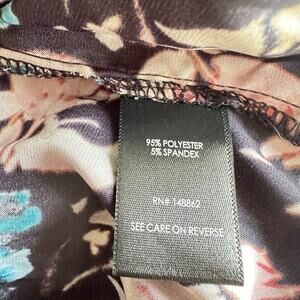 95% POLYESTER
5% SPANDEX
RN# 148862
SEE CARE ON REVERSE